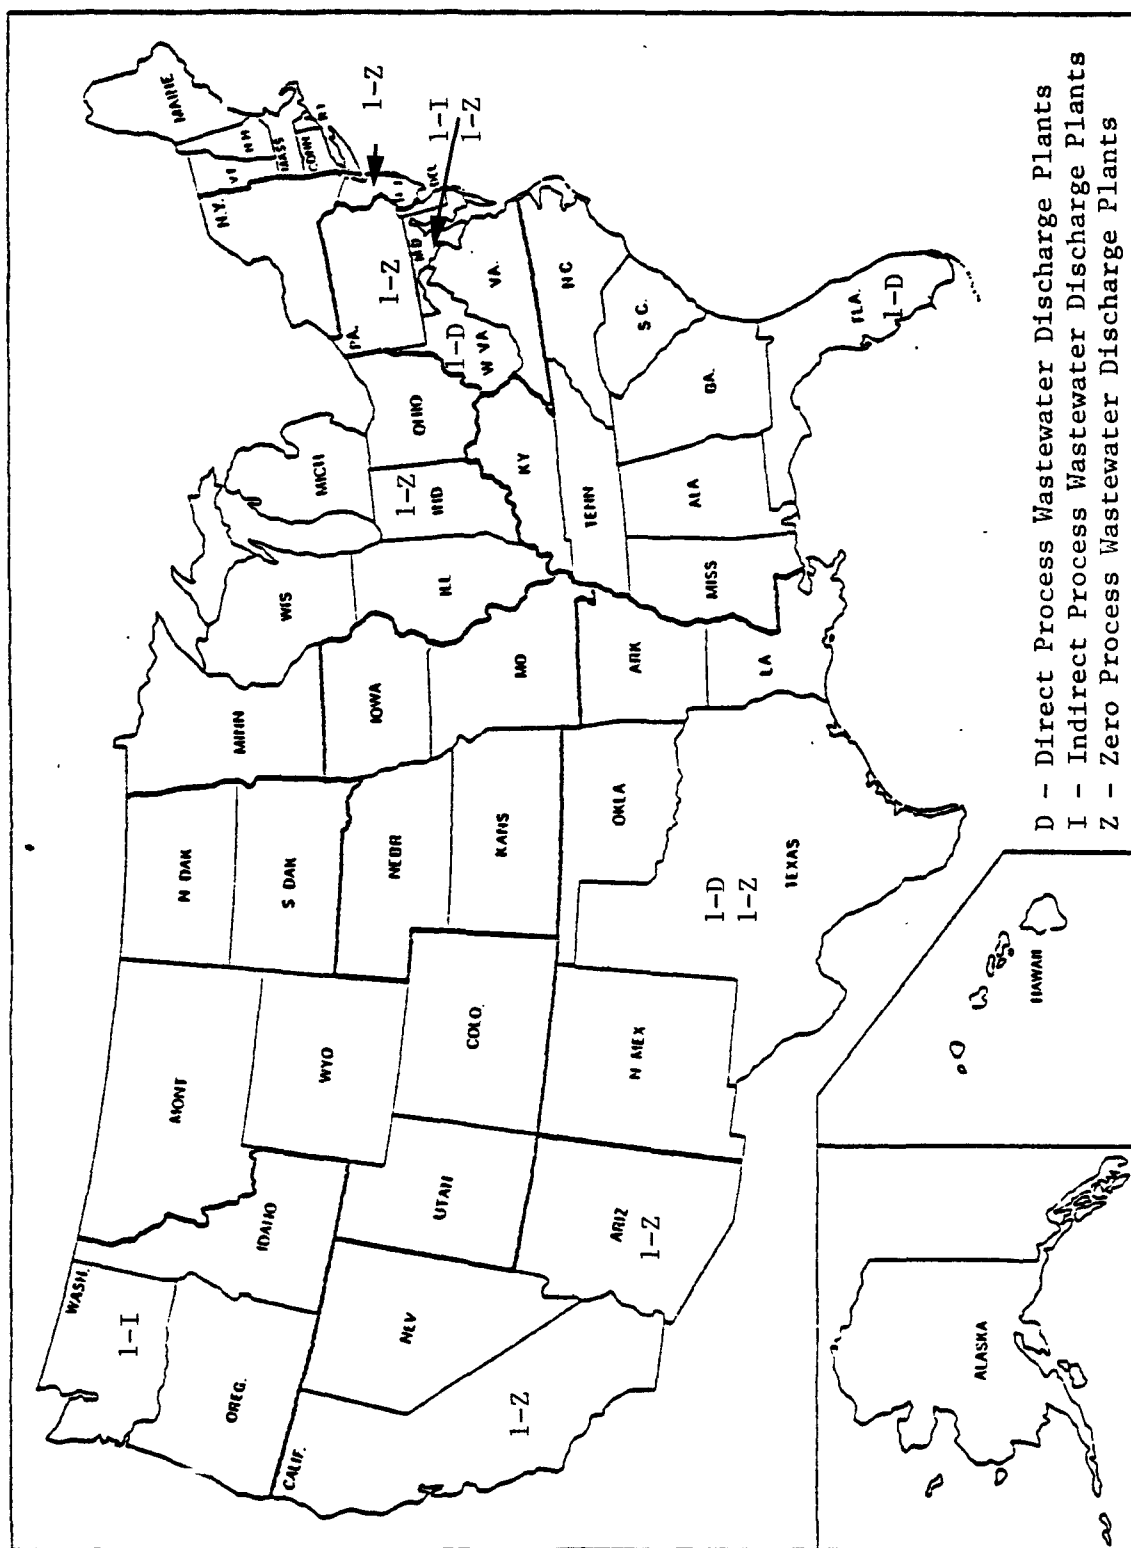 WASH.
1-I
OREG.
CALIF.
1-Z
NEV
IDAHO
MONT
WYO
UTAH
COLO.
ARIZ
1-Z
N MEX
N DAK
S DAK
NEBR
KANS
OKLA
1-D
1-Z
TEXAS
MINN
IOWA
MO
ARK
LA
WIS
ILL
MISS
MICH
1-Z
IND
OHIO
KY
TENN
ALA
GA.
FLA.
1-D
S C.
NC
VA.
1-D
W VA
PA.
1-Z
MD
DEL
1-I
1-Z
1-Z
N.Y.
VT
NH
MASS
CONN
R I
MAINE
ALASKA
HAWAII
D - Direct Process Wastewater Discharge Plants
I - Indirect Process Wastewater Discharge Plants
Z - Zero Process Wastewater Discharge Plants